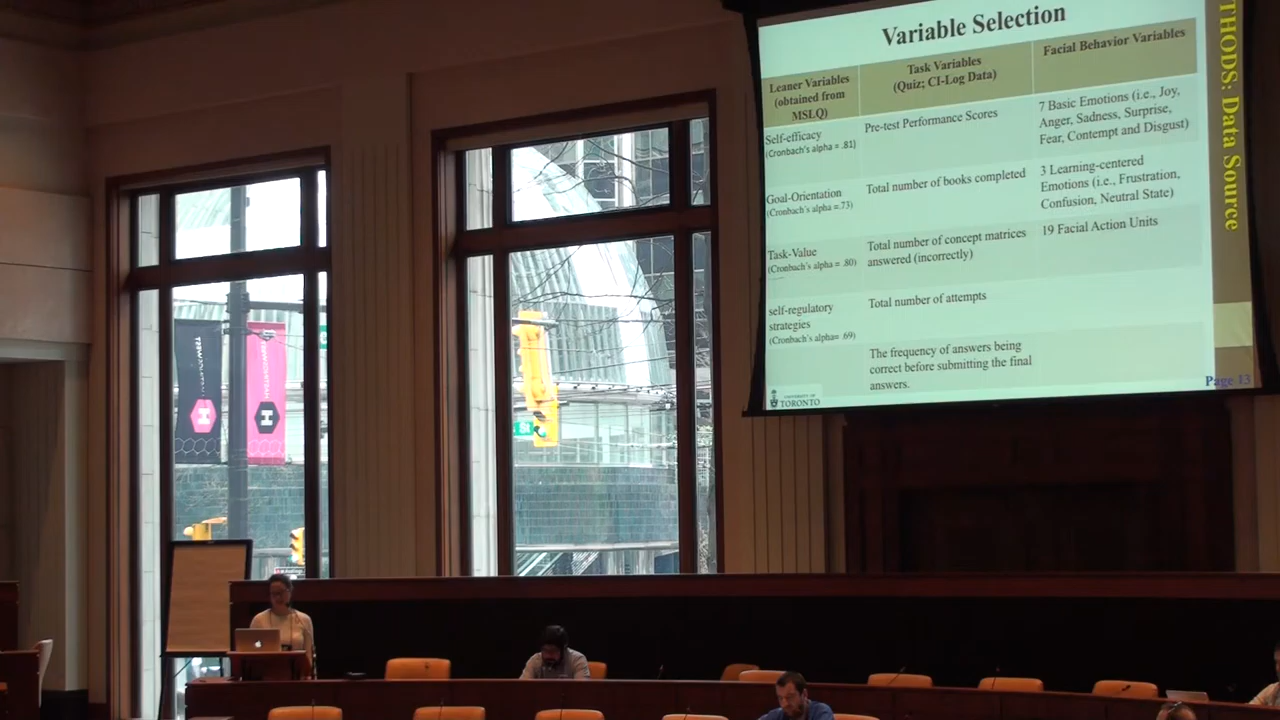 Variable Selection
Leaner Variables
(obtained from
MSLQ)
Task Variables
(Quiz; CI-Log Data)
Facial Behavior Variables
Self-efficacy
(Cronbach's alpha = .81)
Pre-test Performance Scores
7 Basic Emotions (i.e., Joy,
Anger, Sadness, Surprise,
Fear, Contempt and Disgust)
Goal-Orientation
(Cronbach's alpha =.73)
Total number of books completed
3 Learning-centered
Emotions (i.e., Frustration,
Confusion, Neutral State)
Task-Value
(Cronbach's alpha = .80)
Total number of concept matrices
answered (incorrectly)
19 Facial Action Units
self-regulatory
strategies
(Cronbach's alpha= .69)
Total number of attempts
The frequency of answers being
correct before submitting the final
answers.
UNIVERSITY OF
TORONTO
THODS: Data Source
Page 13
H
H